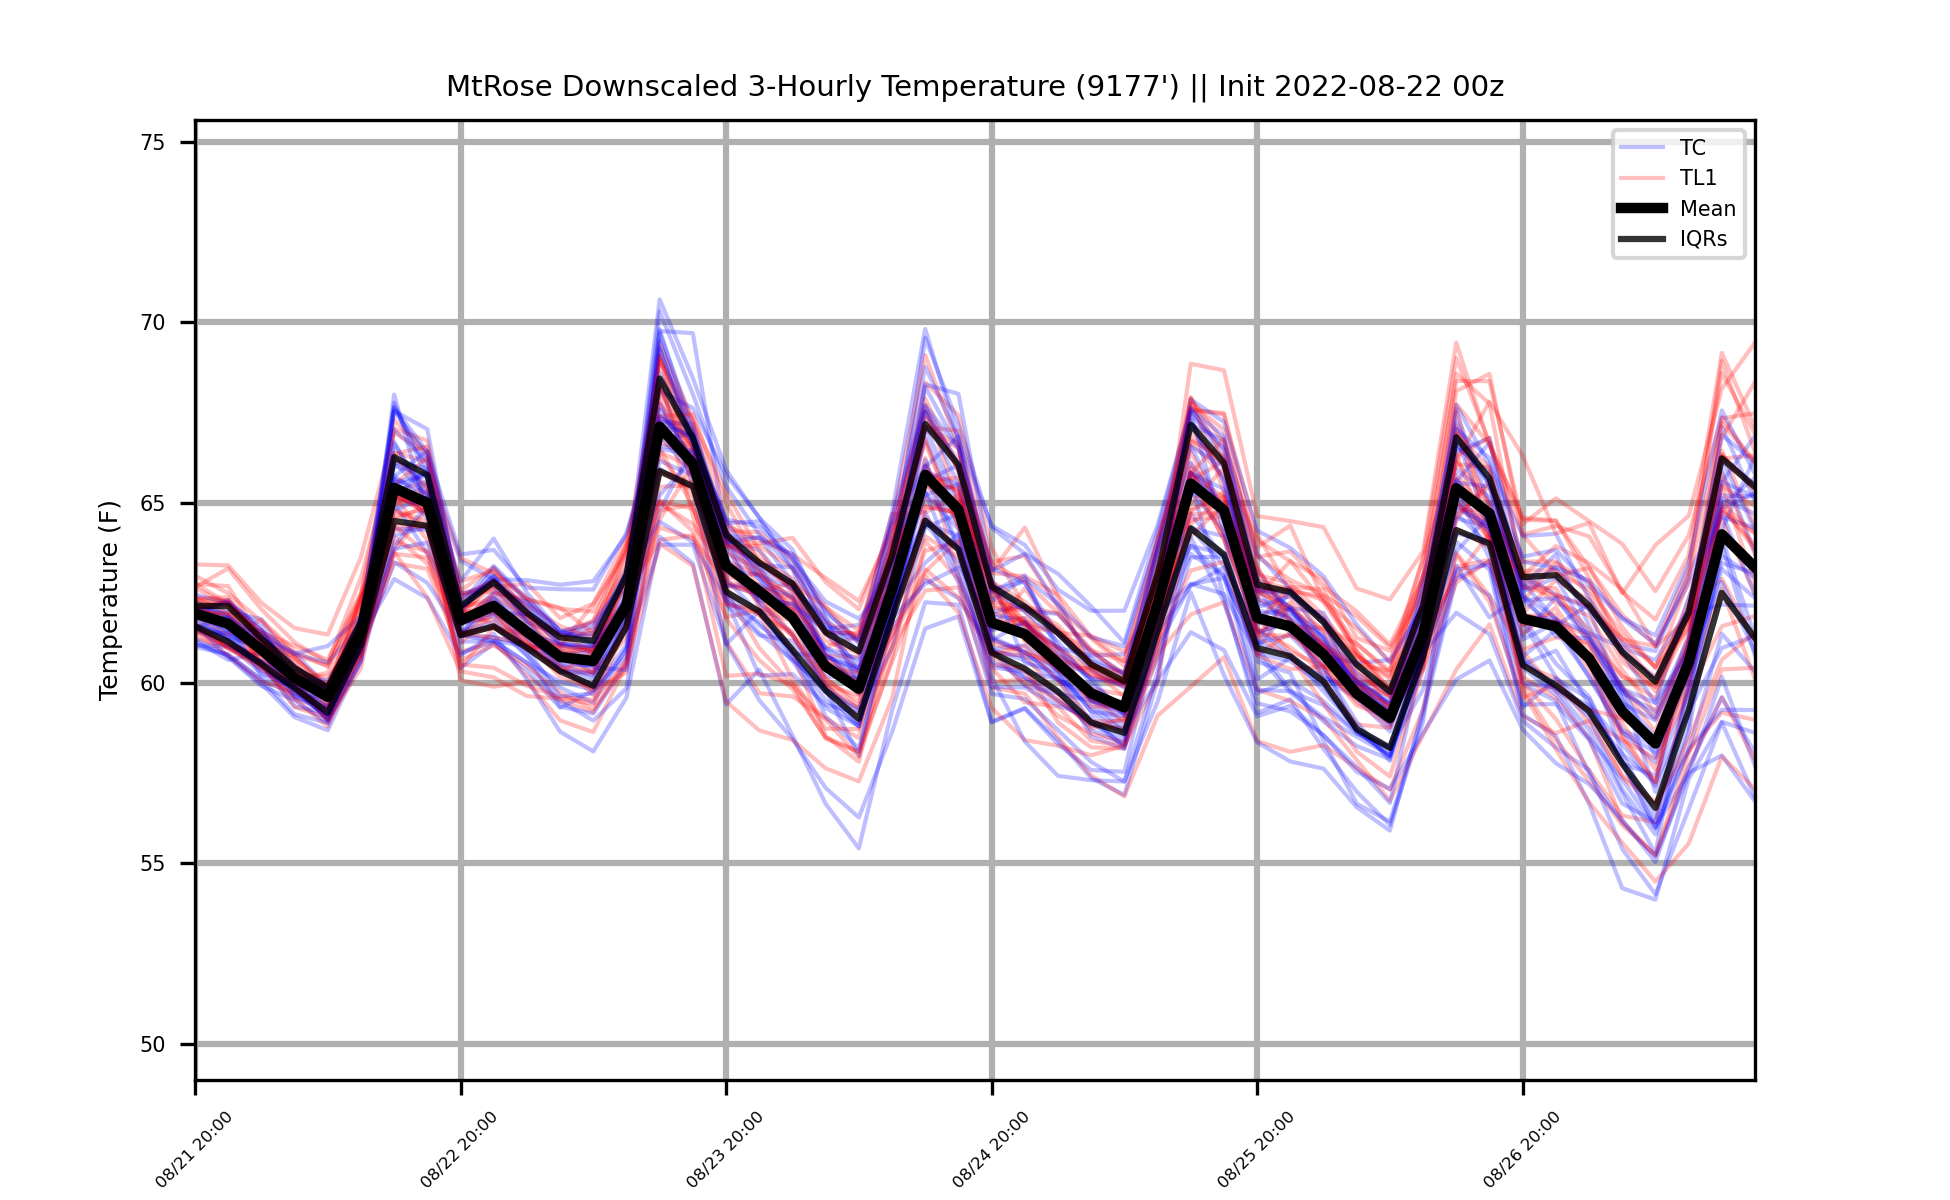 MtRose Downscaled 3-Hourly Temperature (9177') || Init 2022-08-22 00z
TC
TL1
Mean
IQRs
Temperature (F)
75
70
65
60
55
50
08/21 20:00
08/22 20:00
08/23 20:00
08/24 20:00
08/25 20:00
08/26 20:00